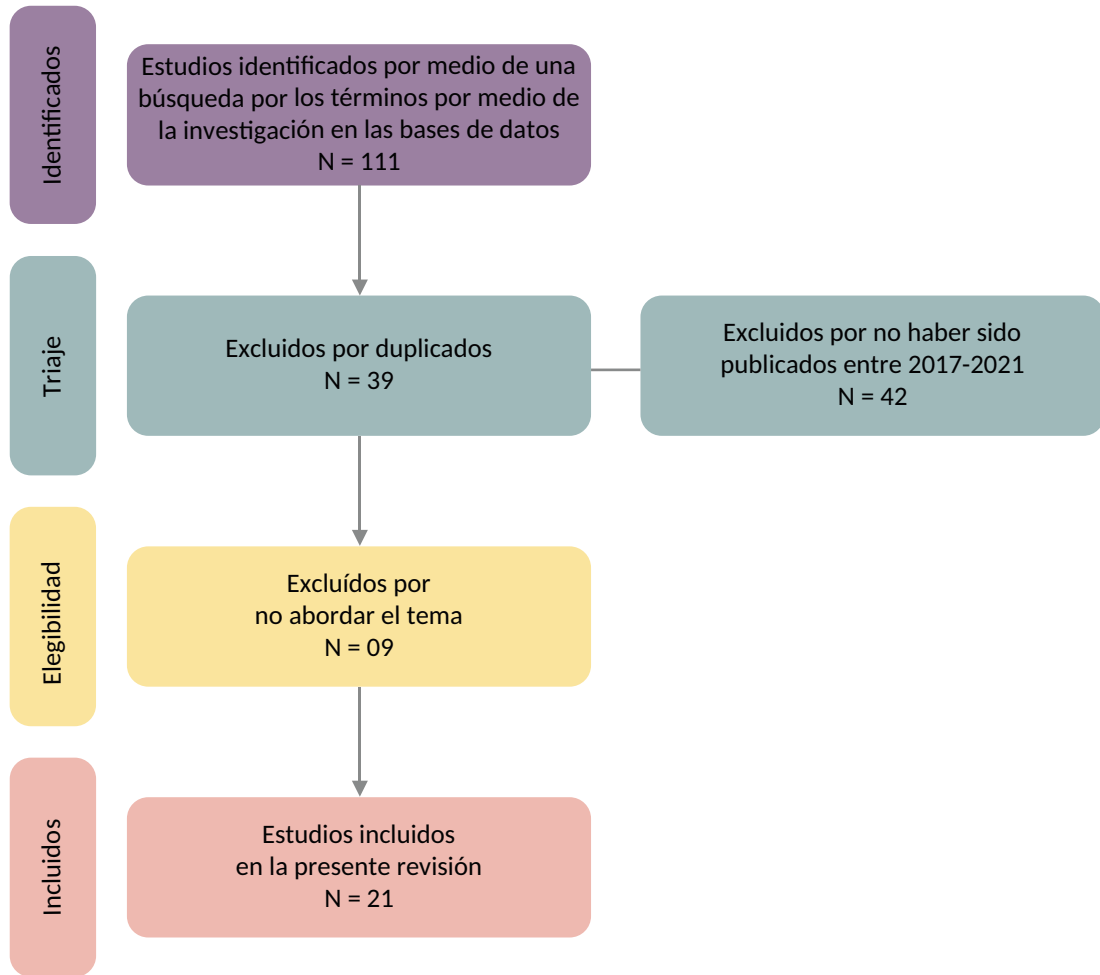 Identificados
Estudios identificados por medio de una
búsqueda por los términos por medio de
la investigación en las bases de datos
N = 111
Triaje
Excluidos por duplicados
N = 39
Excluidos por no haber sido
publicados entre 2017-2021
N = 42
Elegibilidad
Excluídos por
no abordar el tema
N = 09
Incluidos
Estudios incluidos
en la presente revisión
N = 21